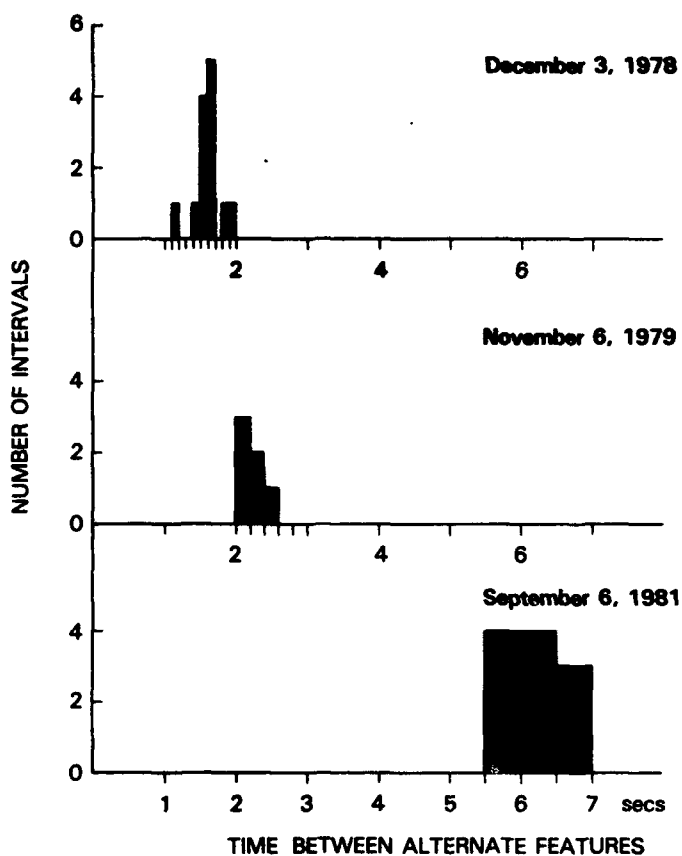 6
December 3, 1978
4
2
0
2 4 6
NUMBER OF INTERVALS
November 6, 1979
4
2
0
2 4 6
September 6, 1981
4
2
0
1 2 3 4 5 6 7 secs
TIME BETWEEN ALTERNATE FEATURES